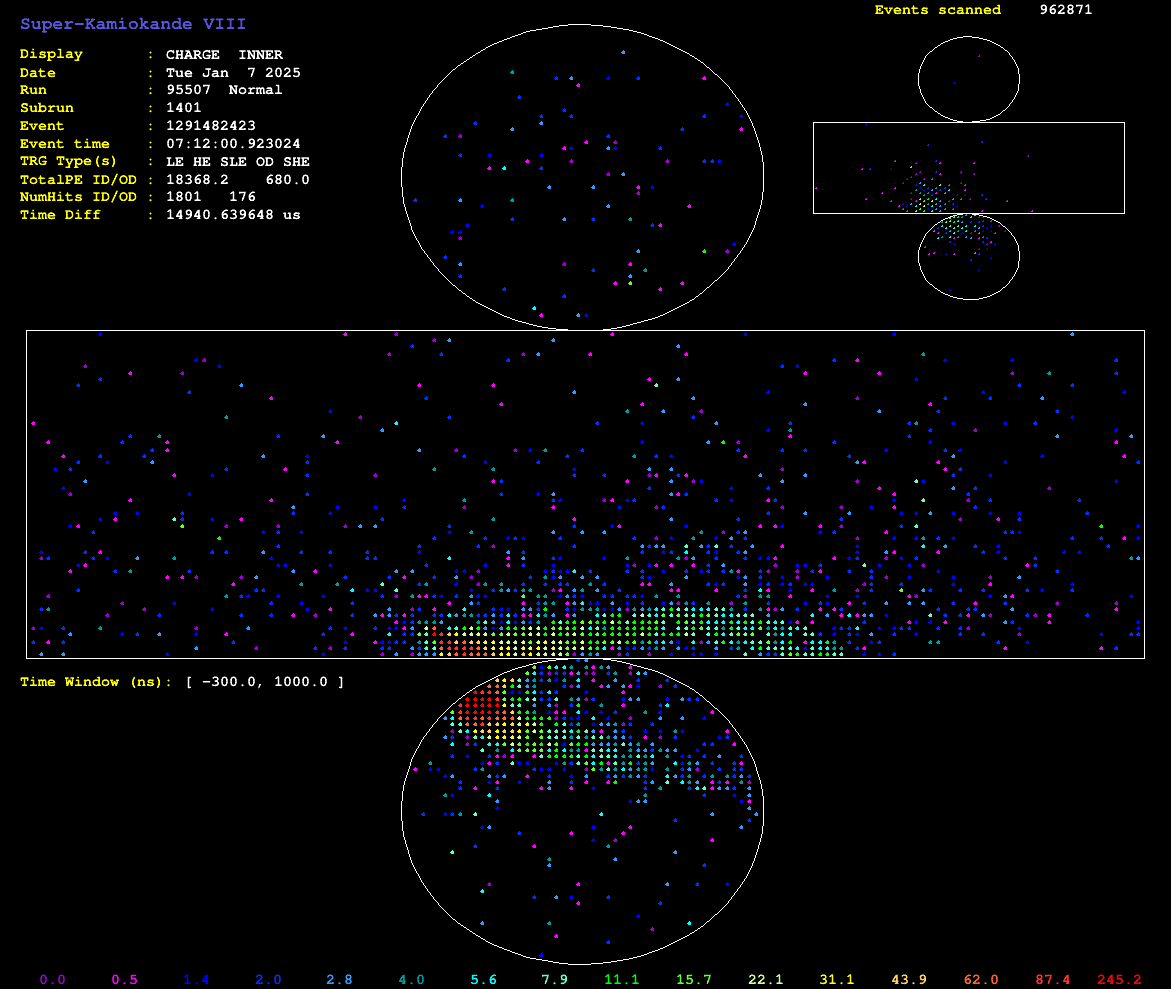 Super-Kamiokande VIII
Events scanned 962871
Display : CHARGE INNER
Date : Tue Jan 7 2025
Run : 95507 Normal
Subrun : 1401
Event : 1291482423
Event time : 07:12:00.923024
TRG Type(s) : LE HE SLE OD SHE
TotalPE ID/OD : 18368.2 680.0
NumHits ID/OD : 1801 176
Time Diff : 14940.639648 us
Time Window (ns): [ -300.0, 1000.0 ]
0.0 0.5 1.4 2.0 2.8 4.0 5.6 7.9 11.1 15.7 22.1 31.1 43.9 62.0 87.4 245.2